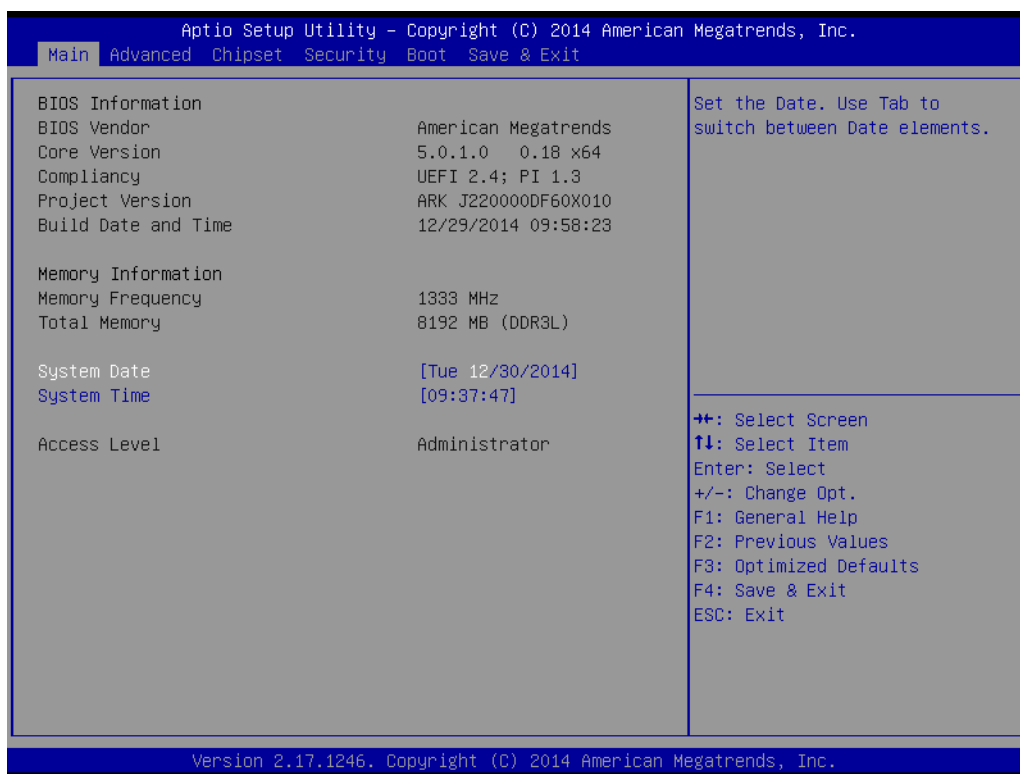 Aptio Setup Utility – Copyright (C) 2014 American Megatrends, Inc.
Main Advanced Chipset Security Boot Save & Exit
BIOS Information
BIOS Vendor American Megatrends
Core Version 5.0.1.0 0.18 x64
Compliancy UEFI 2.4; PI 1.3
Project Version ARK J220000DF60X010
Build Date and Time 12/29/2014 09:58:23
Memory Information
Memory Frequency 1333 MHz
Total Memory 8192 MB (DDR3L)
System Date [Tue 12/30/2014]
System Time [09:37:47]
Access Level Administrator
Set the Date. Use Tab to
switch between Date elements.
→←: Select Screen
↑↓: Select Item
Enter: Select
+/-: Change Opt.
F1: General Help
F2: Previous Values
F3: Optimized Defaults
F4: Save & Exit
ESC: Exit
Version 2.17.1246. Copyright (C) 2014 American Megatrends, Inc.